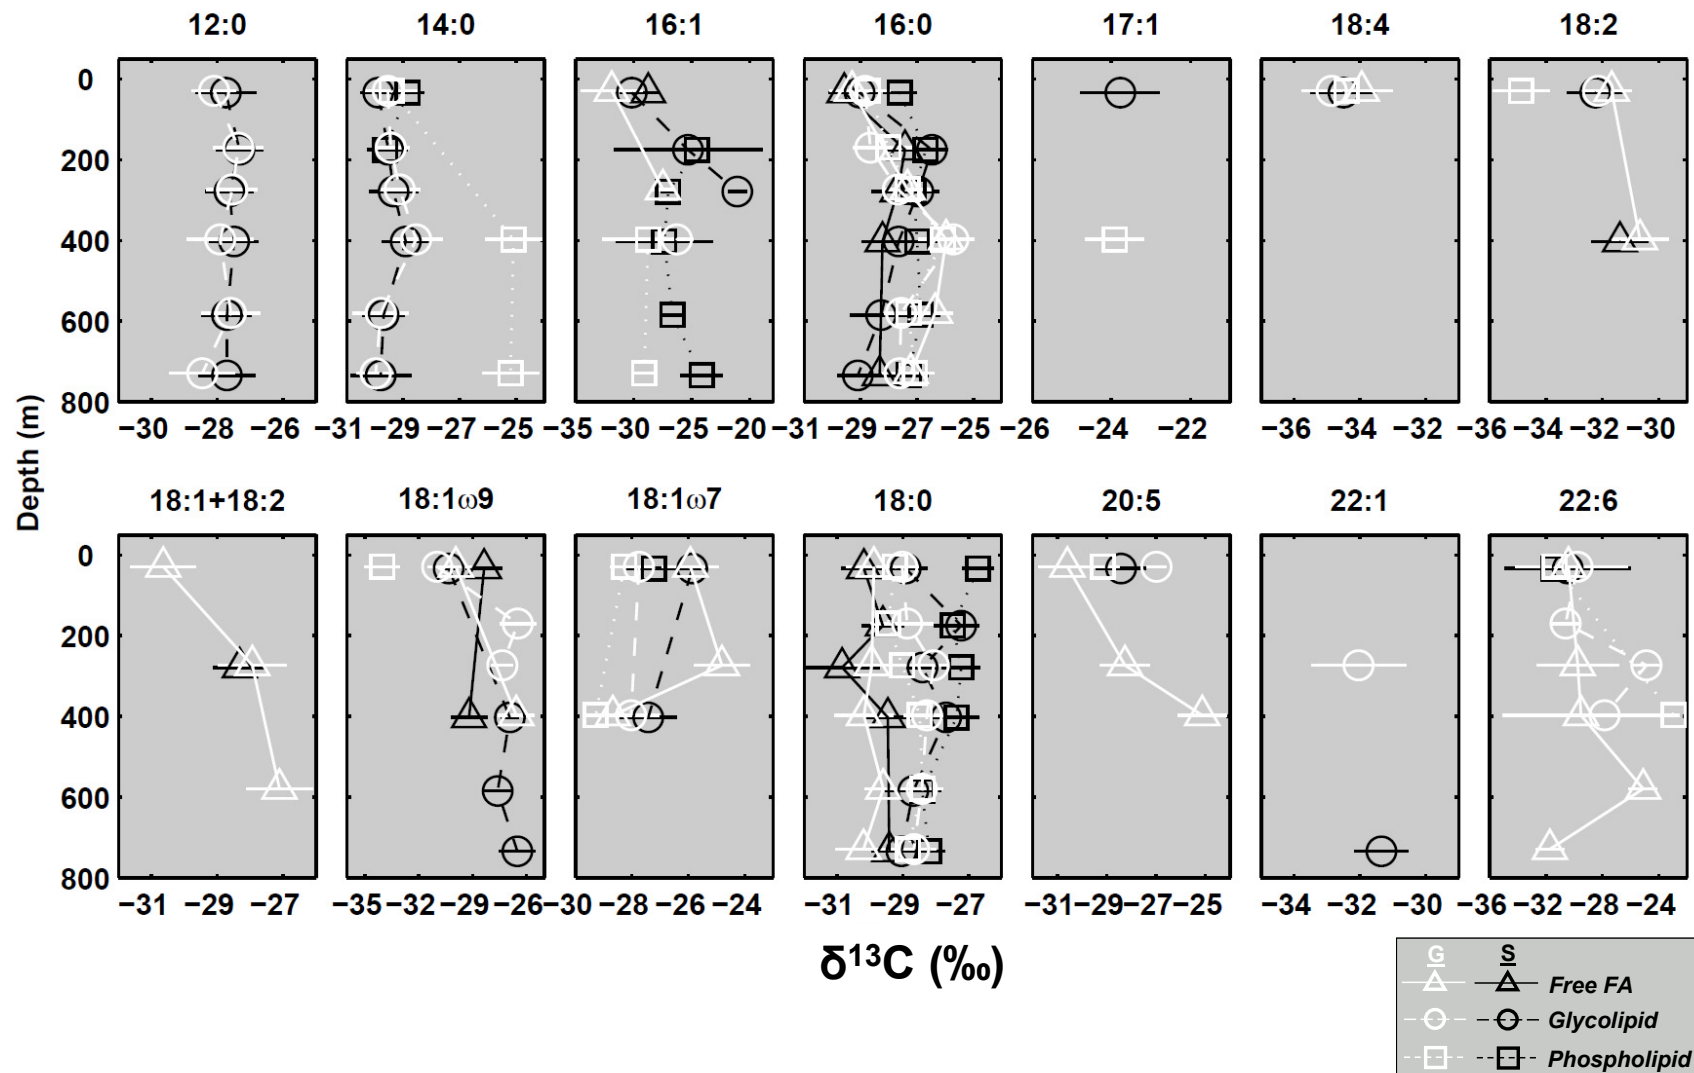 12:0 14:0 16:1 16:0 17:1 18:4 18:2
0
200
400
600
800
−30 −28 −26 −31 −29 −27 −25 −35 −30 −25 −20 −31 −29 −27 −25 −26 −24 −22 −36 −34 −32 −36 −34 −32 −30
Depth (m)
18:1+18:2 18:1ω9 18:1ω7 18:0 20:5 22:1 22:6
0
200
400
600
800
−31 −29 −27 −35 −32 −29 −26 −30 −28 −26 −24 −31 −29 −27 −31 −29 −27 −25 −34 −32 −30 −36 −32 −28 −24
δ¹³C (‰)
G S
Free FA
Glycolipid
Phospholipid